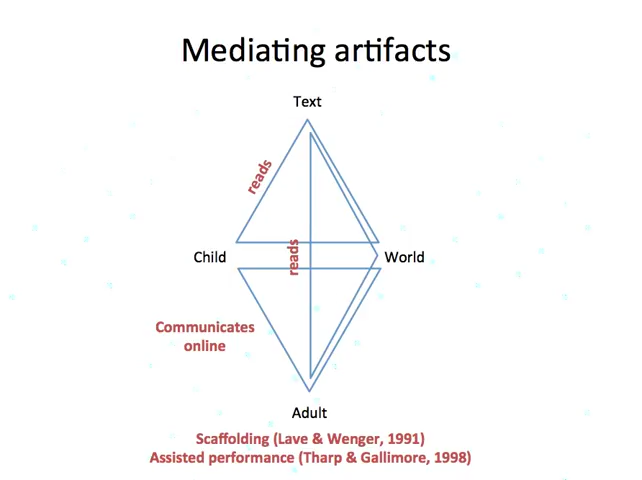 Mediating artifacts
Text
reads
reads
Child
World
Communicates
online
Adult
Scaffolding (Lave & Wenger, 1991)
Assisted performance (Tharp & Gallimore, 1998)